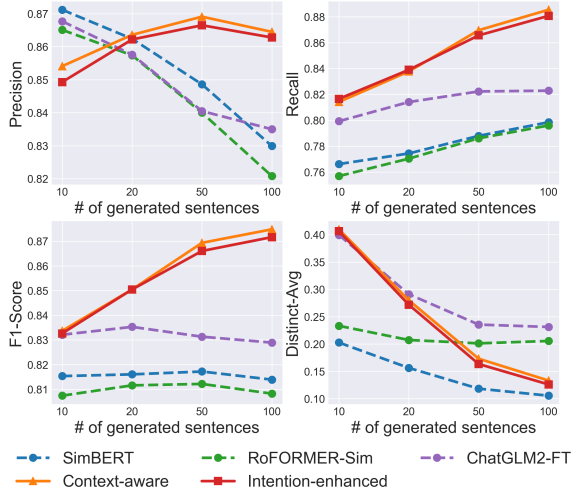 0.87
0.86
0.85
0.84
0.83
0.82
Precision
10 20 50 100
# of generated sentences
0.88
0.86
0.84
0.82
0.80
0.78
0.76
Recall
10 20 50 100
# of generated sentences
0.87
0.86
0.85
0.84
0.83
0.82
0.81
F1-Score
10 20 50 100
# of generated sentences
0.40
0.35
0.30
0.25
0.20
0.15
0.10
Distinct-Avg
10 20 50 100
# of generated sentences
SimBERT RoFORMER-Sim ChatGLM2-FT
Context-aware Intention-enhanced